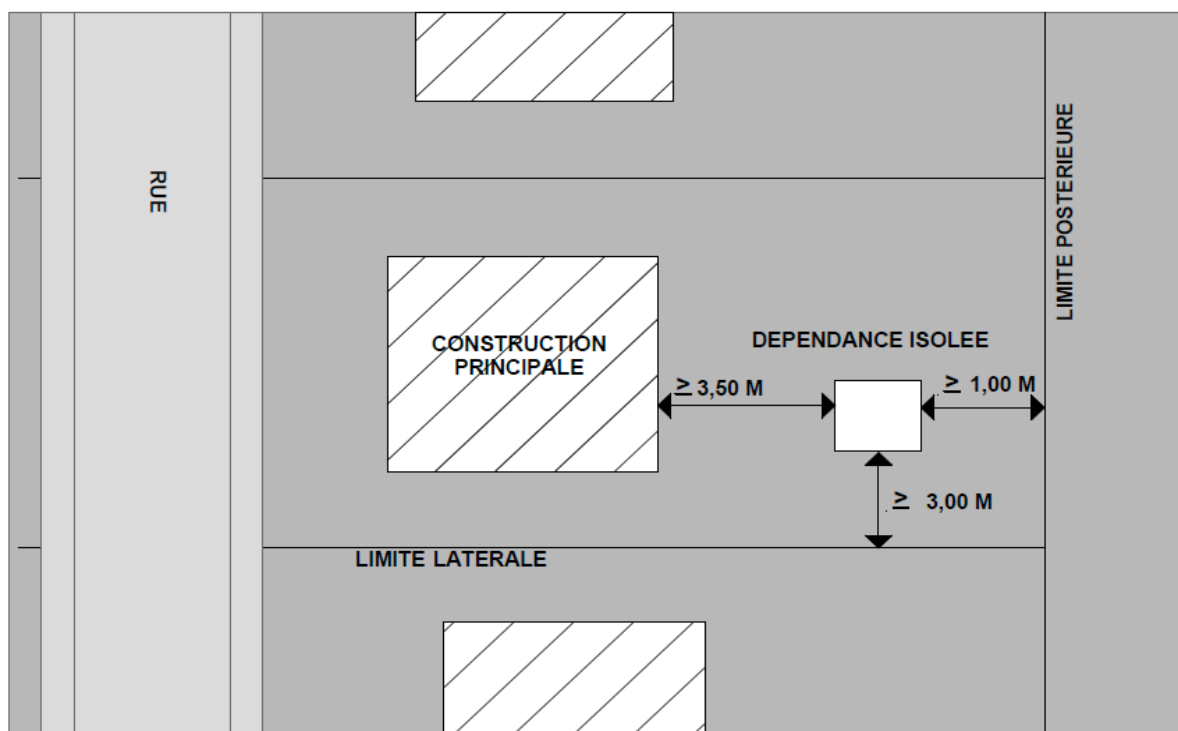 RUE
LIMITE POSTERIEURE
CONSTRUCTION
PRINCIPALE
DEPENDANCE ISOLEE
≥ 3,50 M
≥ 1,00 M
≥ 3,00 M
LIMITE LATERALE